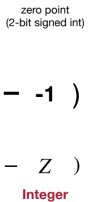 zero point
(2-bit signed int)
− -1 )
− Z )
Integer